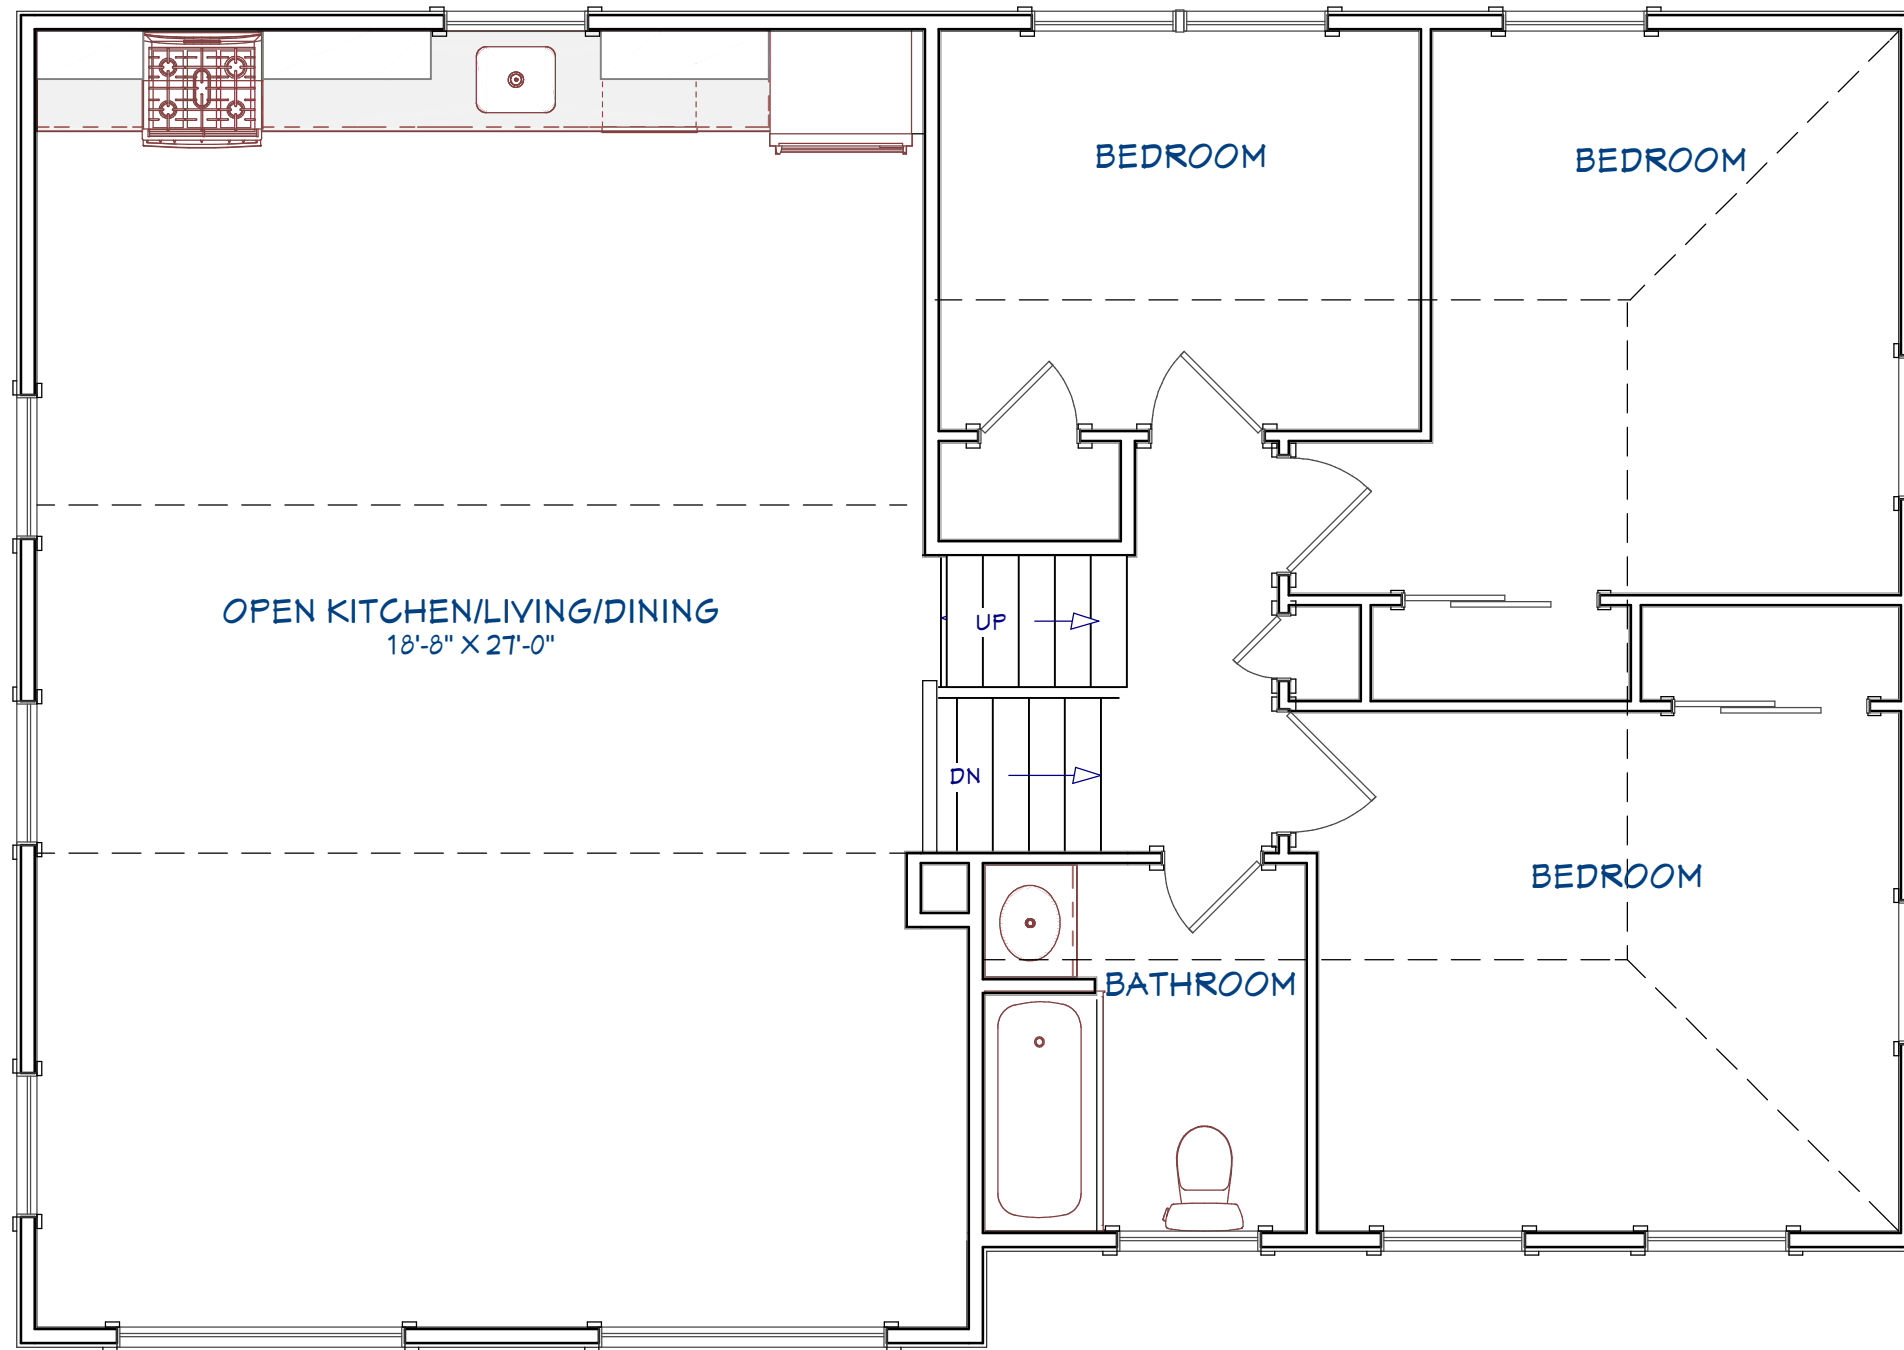 BEDROOM
BEDROOM
OPEN KITCHEN/LIVING/DINING
18'-8" X 27'-0"
UP
DN
BEDROOM
BATHROOM